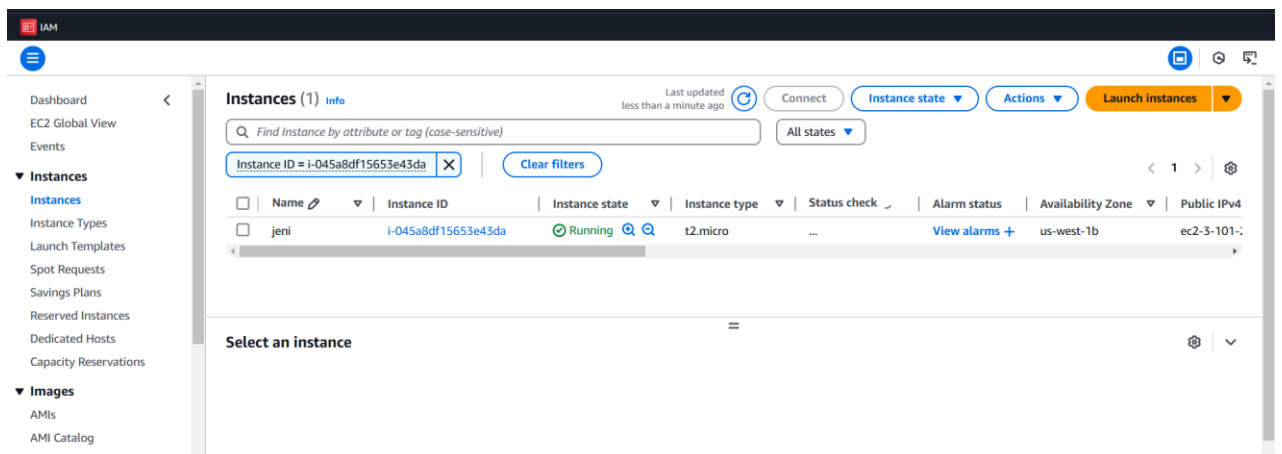 IAM
Dashboard
EC2 Global View
Events
Instances
Instances
Instance Types
Launch Templates
Spot Requests
Savings Plans
Reserved Instances
Dedicated Hosts
Capacity Reservations
Images
AMIs
AMI Catalog
Instances (1) Info
Last updated
less than a minute ago
Connect
Instance state
Actions
Launch instances
Find Instance by attribute or tag (case-sensitive)
All states
Instance ID = i-045a8df15653e43da
Clear filters
1
Name Instance ID Instance state Instance type Status check Alarm status Availability Zone Public IPv4
jeni i-045a8df15653e43da Running t2.micro ... View alarms + us-west-1b ec2-3-101-
Select an instance